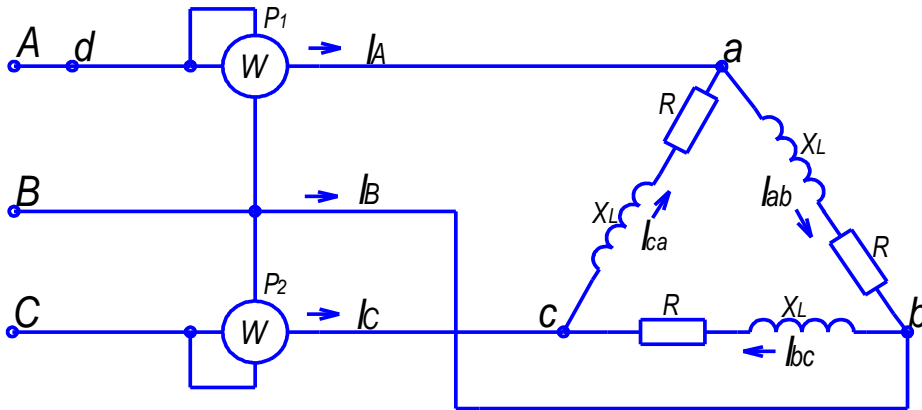 P1
A d W IA a
R XL
B IB XL Iab
Ica R
P2
C W IC c R XL b
Ibc